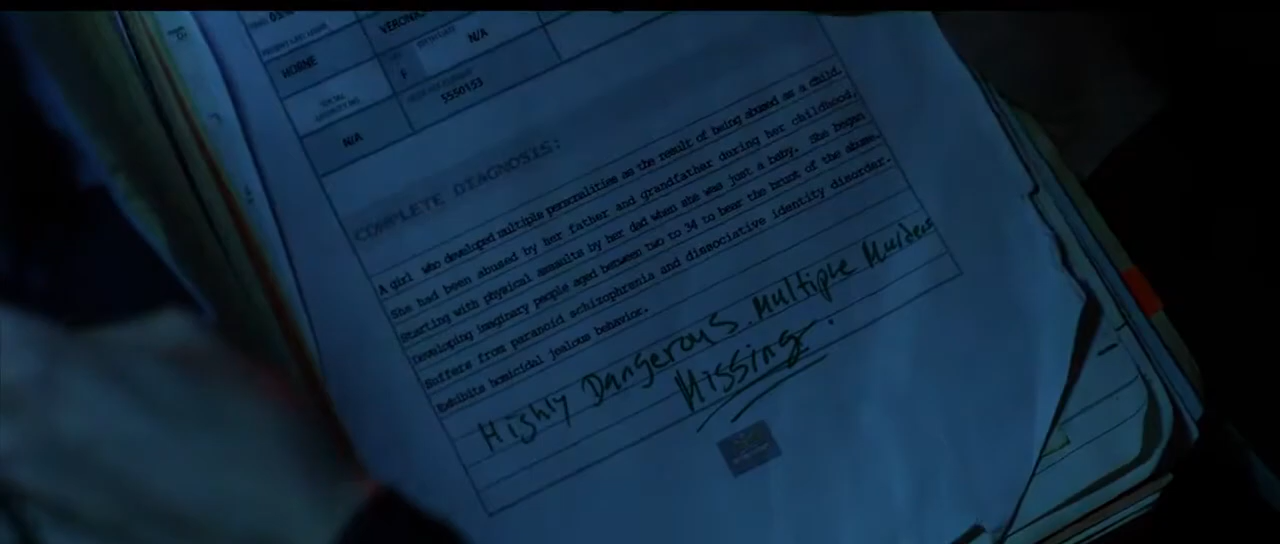 VERONIC
HORNE
F
N/A
5550153
N/A
COMPLETE DIAGNOSIS:
A girl who developed multiple personalities as the result of being abused as a child.
She had been abused by her father and grandfather during her childhood,
Starting with physical assaults by her dad when she was just a baby. She began
Developing imaginary people aged between two to 34 to bear the brunt of the abuse.
Suffers from paranoid schizophrenia and dissociative identity disorder.
Exhibits homicidal jealous behavior.
Highly Dangerous. Multiple Murders
Missing.